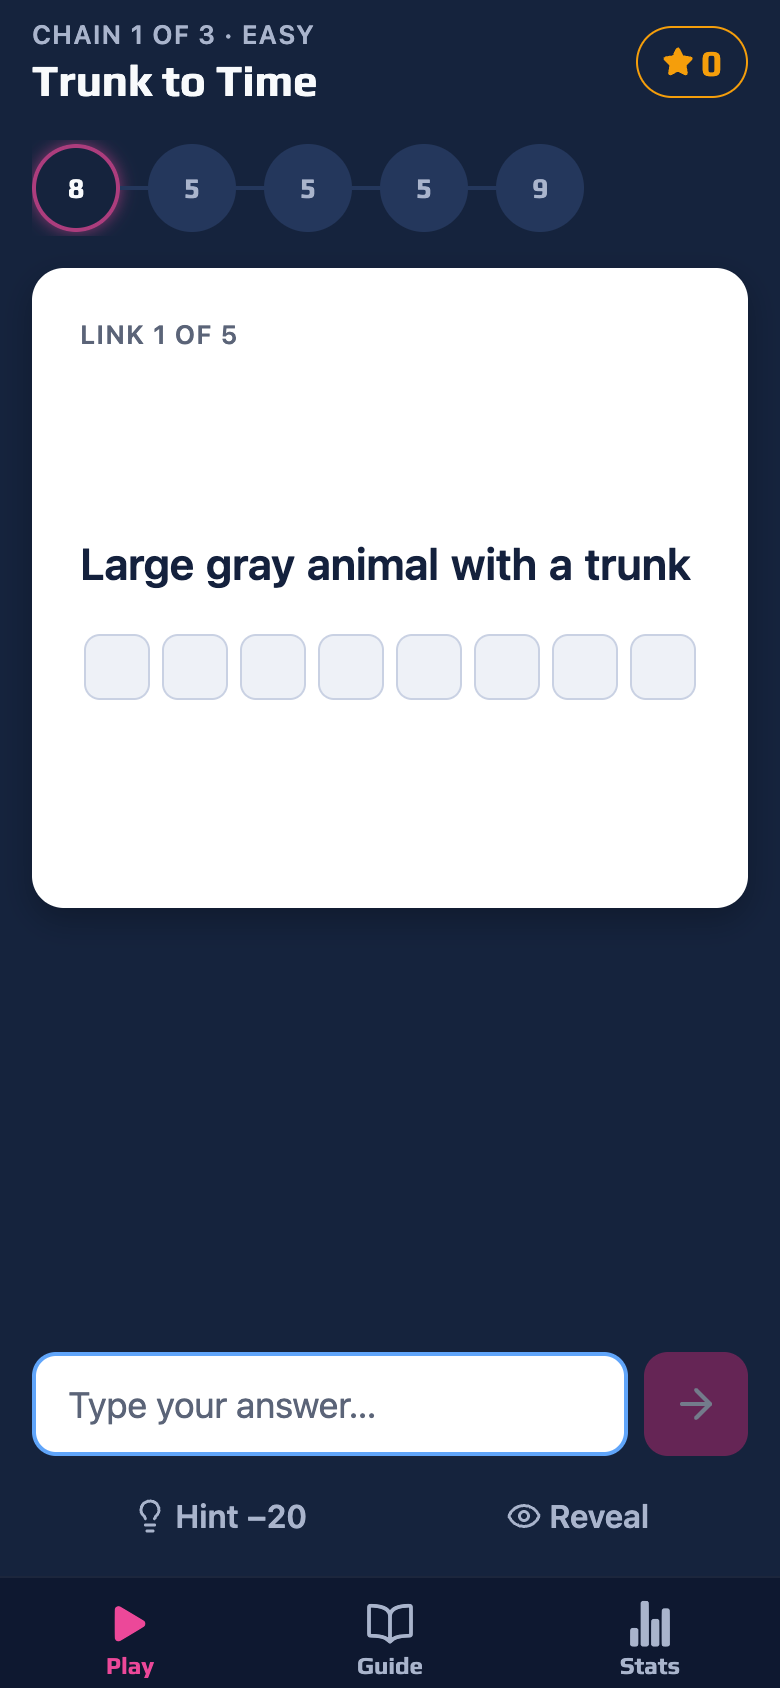 CHAIN 1 OF 3 · EASY
Trunk to Time
0
8 5 5 5 9
LINK 1 OF 5
Large gray animal with a trunk
Type your answer...
Hint −20
Reveal
Play Guide Stats